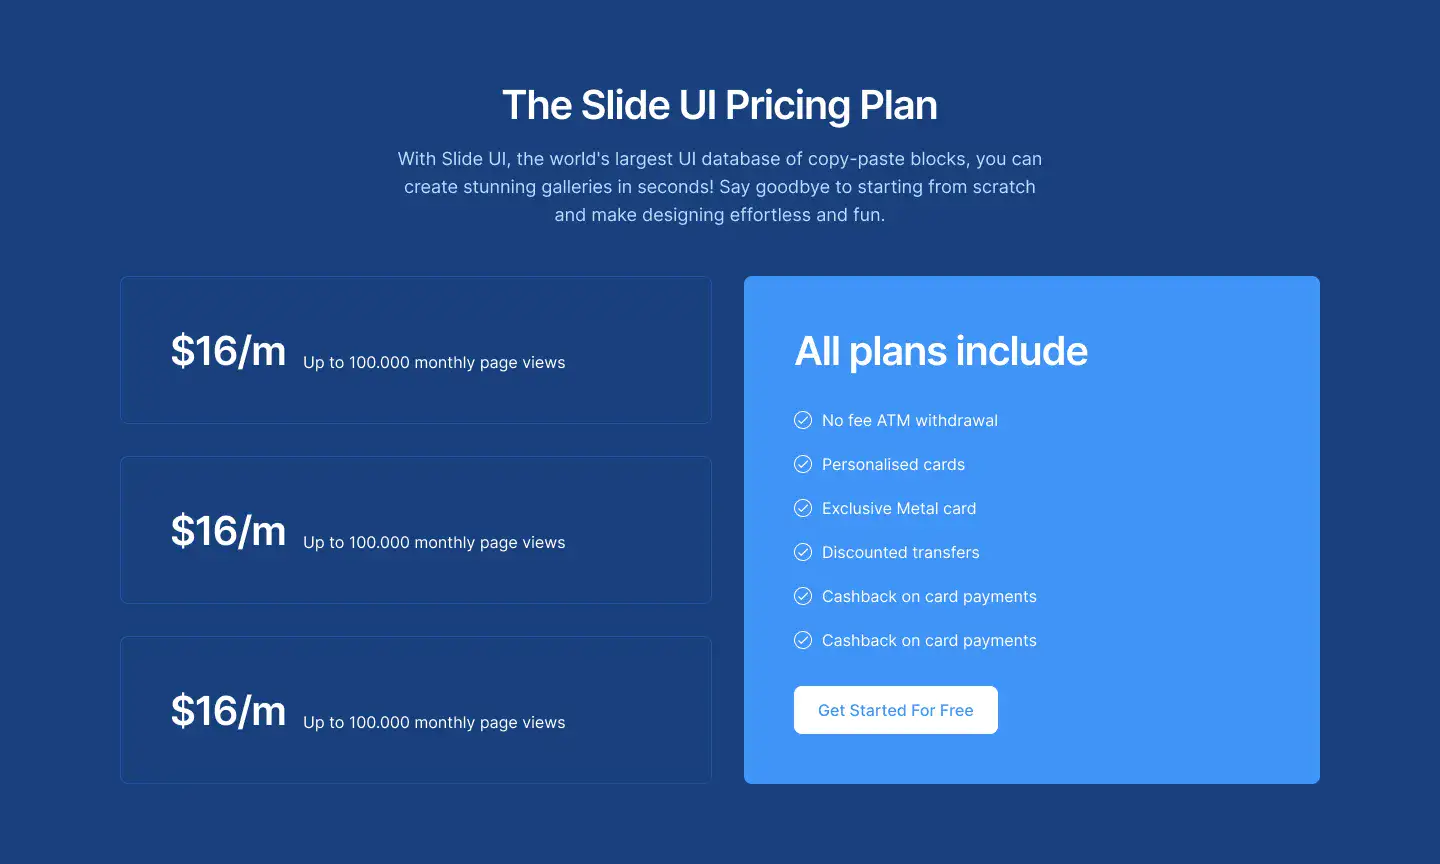 The Slide UI Pricing Plan
With Slide UI, the world's largest UI database of copy-paste blocks, you can
create stunning galleries in seconds! Say goodbye to starting from scratch
and make designing effortless and fun.
$16/m Up to 100.000 monthly page views
$16/m Up to 100.000 monthly page views
$16/m Up to 100.000 monthly page views
All plans include
No fee ATM withdrawal
Personalised cards
Exclusive Metal card
Discounted transfers
Cashback on card payments
Cashback on card payments
Get Started For Free